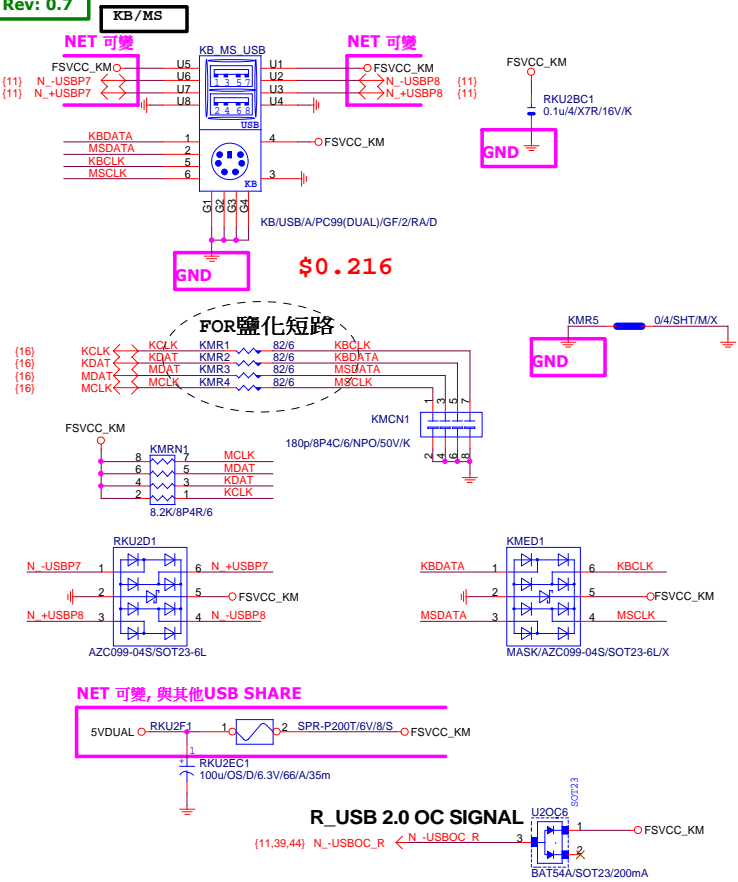 Rev: 0.7
KB/MS
NET 可變
KB_MS_USB
NET 可變
FSVCC_KM
U5
U1
FSVCC_KM
{11}
N_-USBP7
U6
U2
N_-USBP8
{11}
{11}
N_+USBP7
U7
U3
N_+USBP8
{11}
U8
U4
1 3 5 7
2 4 6 8
USB
KBDATA
1
4
FSVCC_KM
MSDATA
2
KBCLK
5
MSCLK
6
3
KB
G1
G2
G3
G4
KB/USB/A/PC99(DUAL)/GF/2/RA/D
GND
$0.216
FSVCC_KM
RKU2BC1
0.1u/4/X7R/16V/K
GND
FOR鹽化短路
{16}
KCLK
KCLK
KMR1
82/6
KBCLK
{16}
KDAT
KDAT
KMR2
82/6
KBDATA
{16}
MDAT
MDAT
KMR3
82/6
MSDATA
{16}
MCLK
MCLK
KMR4
82/6
MSCLK
KMR5
0/4/SHT/M/X
GND
1
3
5
7
KMCN1
180p/8P4C/6/NPO/50V/K
2
4
6
8
FSVCC_KM
KMRN1
8
7
MCLK
6
5
MDAT
4
3
KDAT
2
1
KCLK
8.2K/8P4R/6
RKU2D1
N_-USBP7
1
6
N_+USBP7
2
5
FSVCC_KM
N_+USBP8
3
4
N_-USBP8
AZC099-04S/SOT23-6L
KMED1
KBDATA
1
6
KBCLK
2
5
FSVCC_KM
MSDATA
3
4
MSCLK
MASK/AZC099-04S/SOT23-6L/X
NET 可變, 與其他USB SHARE
5VDUAL
RKU2F1
1
2
SPR-P200T/6V/8/S
FSVCC_KM
1
+
RKU2EC1
100u/OS/D/6.3V/66/A/35m
R_USB 2.0 OC SIGNAL
U2OC6
SOT23
{11,39,44}
N_-USBOC_R
N_-USBOC_R
3
1
FSVCC_KM
2
BAT54A/SOT23/200mA